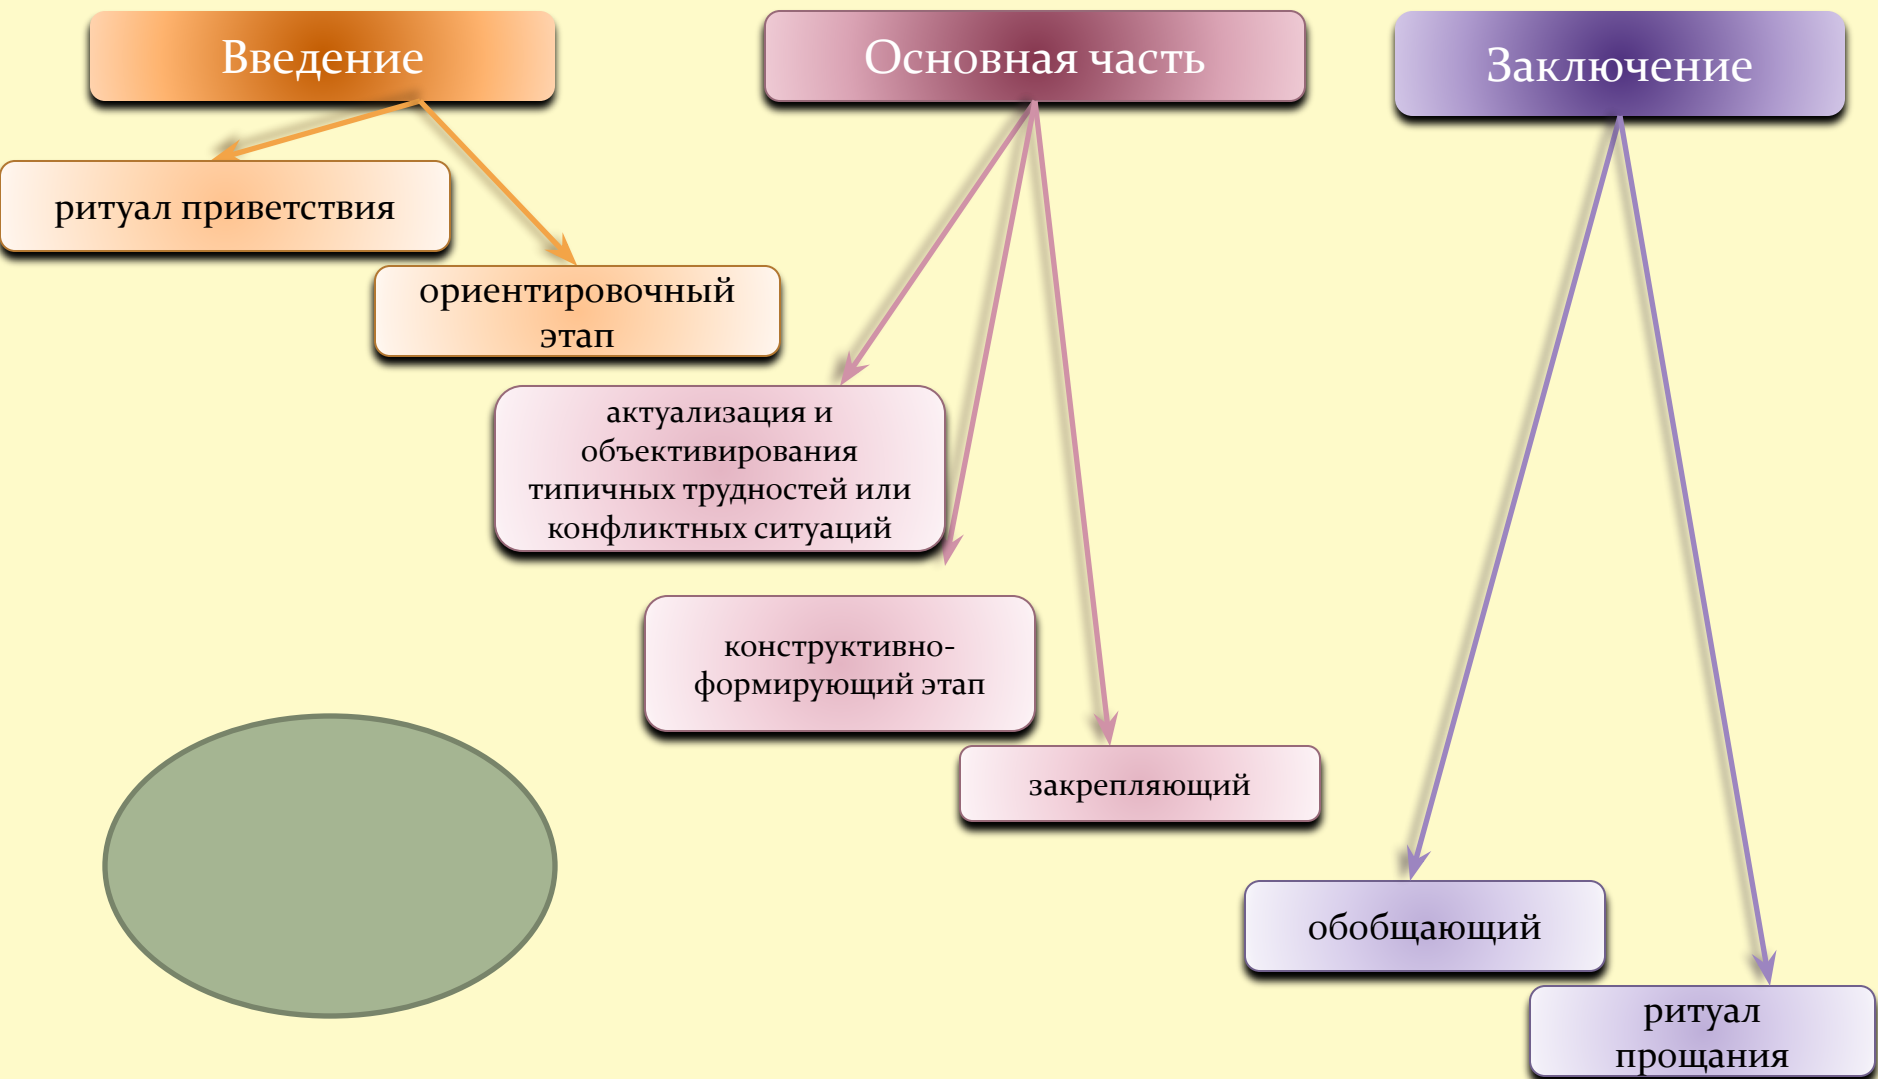 Введение
Основная часть
Заключение
ритуал приветствия
ориентировочный
этап
актуализация и
объективирования
типичных трудностей или
конфликтных ситуаций
конструктивно-
формирующий этап
закрепляющий
обобщающий
ритуал
прощания